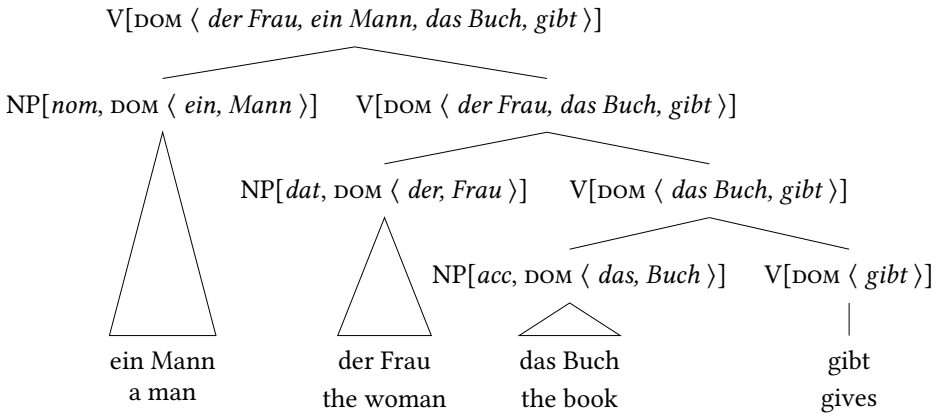 V[DOM ⟨ der Frau, ein Mann, das Buch, gibt ⟩]
NP[nom, DOM ⟨ ein, Mann ⟩] V[DOM ⟨ der Frau, das Buch, gibt ⟩]
NP[dat, DOM ⟨ der, Frau ⟩] V[DOM ⟨ das Buch, gibt ⟩]
NP[acc, DOM ⟨ das, Buch ⟩] V[DOM ⟨ gibt ⟩]
ein Mann der Frau das Buch gibt
a man the woman the book gives